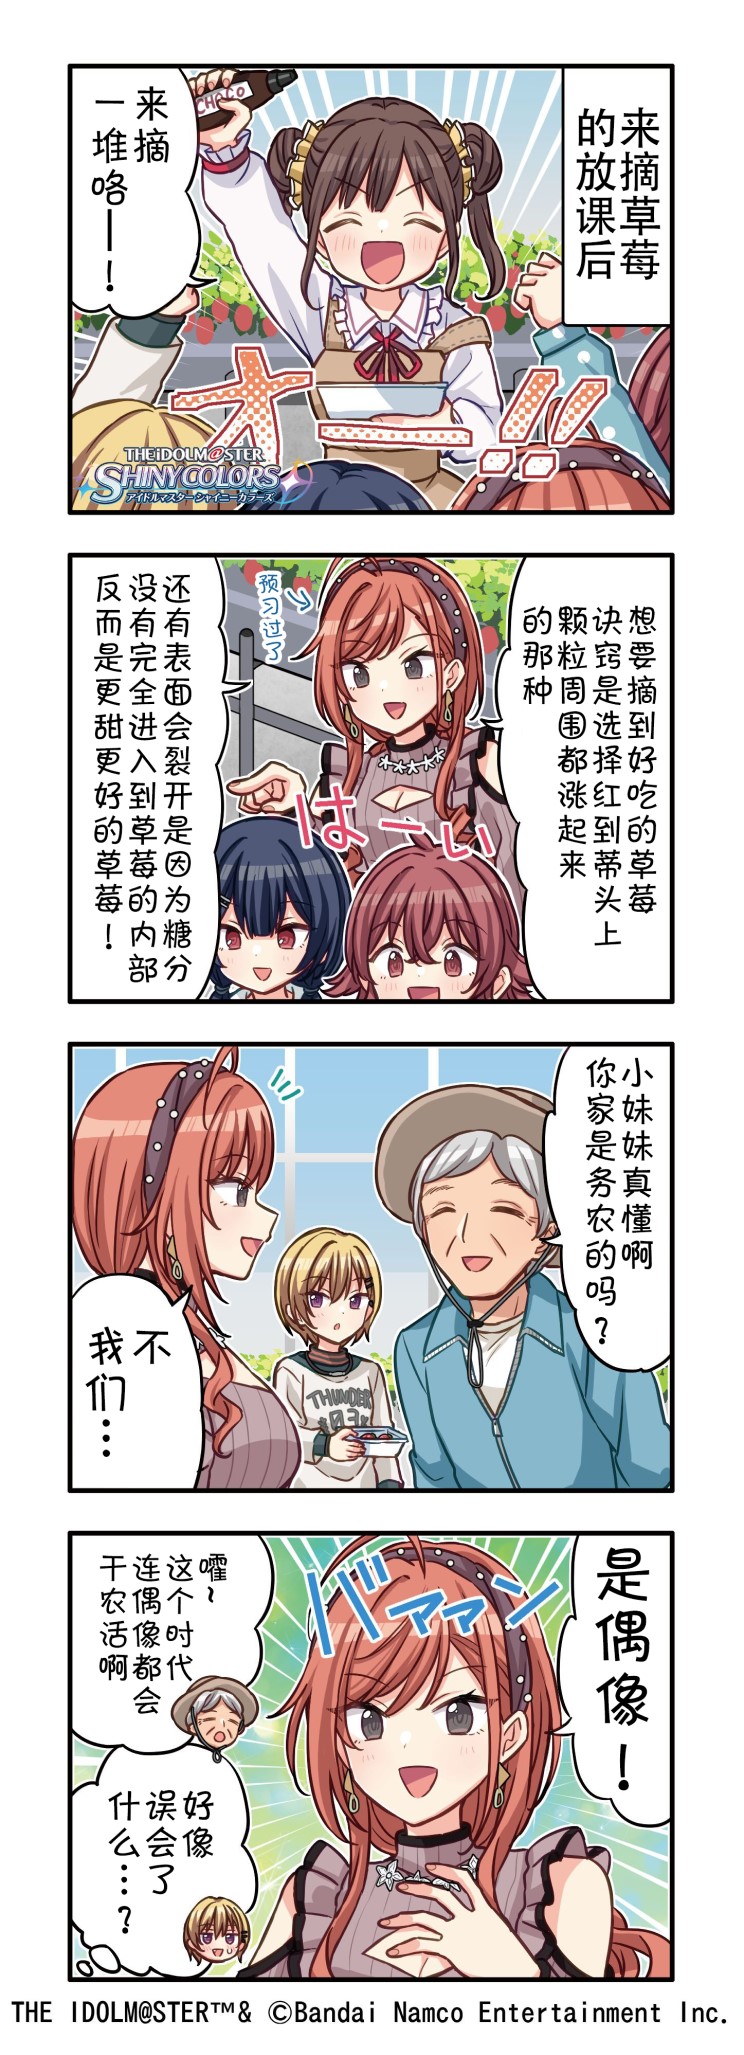 来摘草莓
的放课后
来摘
一堆咯——！
CHACO
オーー!!
THE iDOLM@STER
SHINY COLORS
アイドルマスターシャイニーカラーズ
想要摘到好吃的草莓
诀窍是选择红到蒂头上
颗粒周围都涨起来
的那种
预习过了
还有表面会裂开是因为糖分
没有完全进入到草莓的内部
反而是更甜更好的草莓！
はーい
小妹妹真懂啊
你家是务农的吗？
THUNDER
*03*
不
我们…
是偶像！
バァァァン
嚯~
这个时代
连偶像都会
干农活啊
好像
误会了
什么…？
THE IDOLM@STER™& ©Bandai Namco Entertainment Inc.